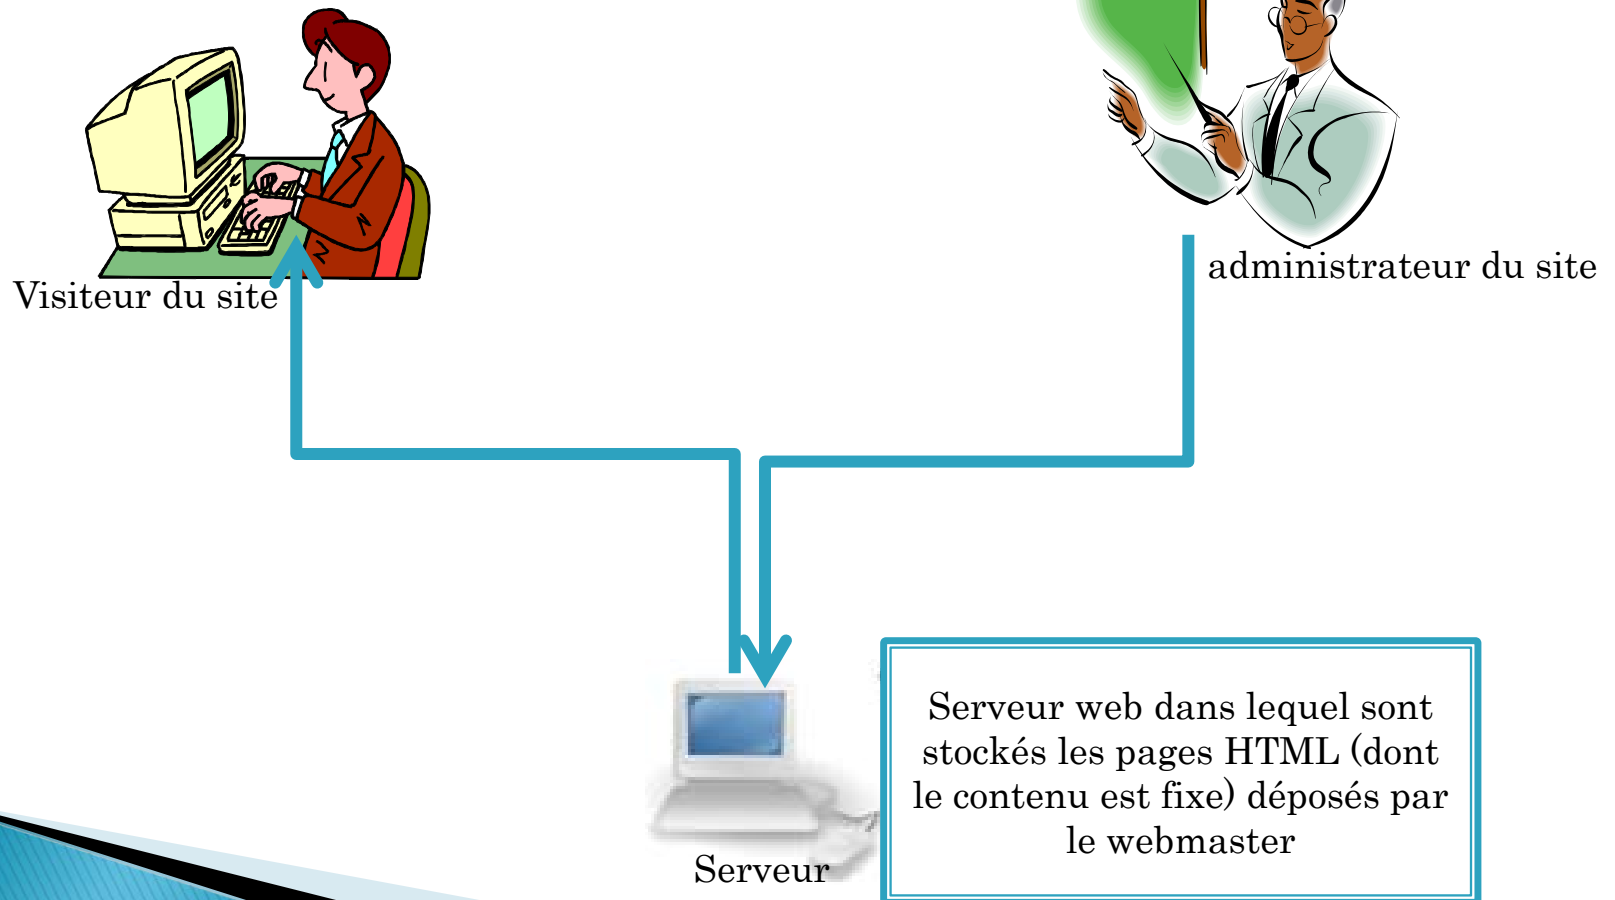 administrateur du site
Visiteur du site
Serveur web dans lequel sont
stockés les pages HTML (dont
le contenu est fixe) déposés par
le webmaster
Serveur